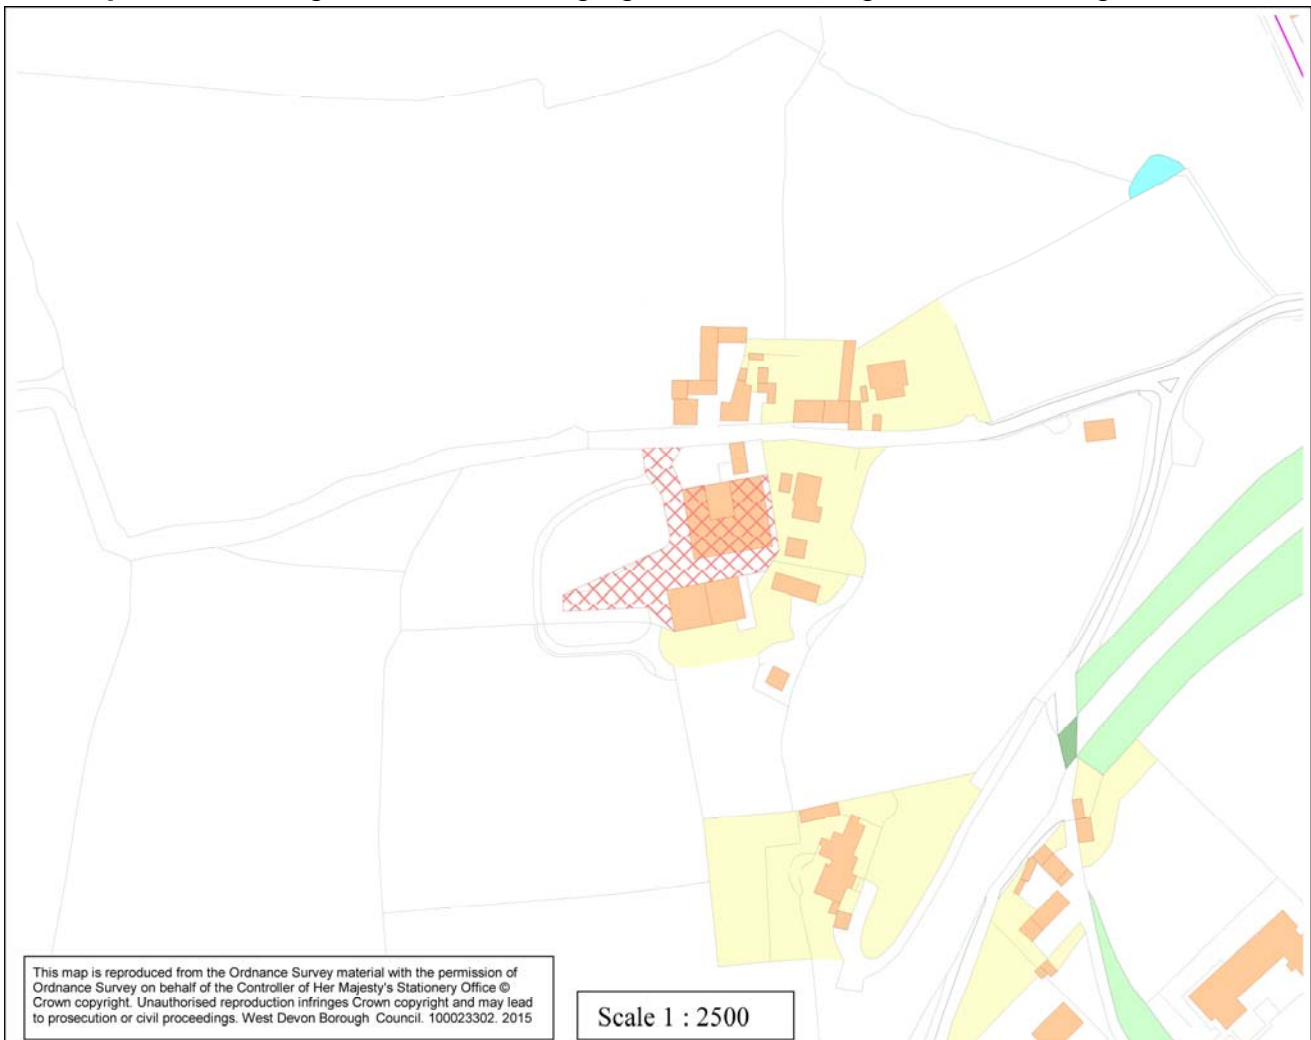 This map is reproduced from the Ordnance Survey material with the permission of
Ordnance Survey on behalf of the Controller of Her Majesty's Stationery Office ©
Crown copyright. Unauthorised reproduction infringes Crown copyright and may lead
to prosecution or civil proceedings. West Devon Borough Council. 100023302. 2015
Scale 1 : 2500